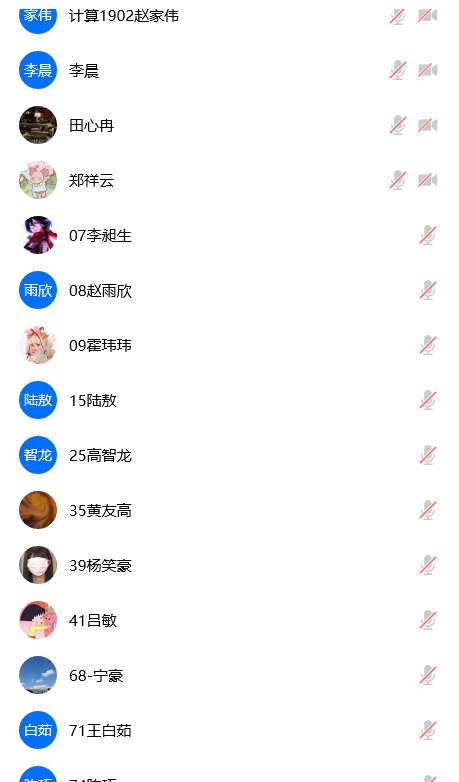 家伟 计算1902赵家伟
李晨 李晨
田心冉
郑祥云
07李昶生
雨欣 08赵雨欣
09霍玮玮
陆敖 15陆敖
智龙 25高智龙
35黄友高
39杨笑豪
41吕敏
68-宁豪
白茹 71王白茹